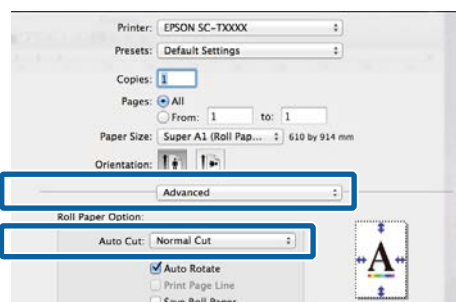 Printer: EPSON SC-TXXXX
Presets: Default Settings
Copies: 1
Pages: All
From: 1 to: 1
Paper Size: Super A1 (Roll Pap... 610 by 914 mm
Orientation:
Advanced
Roll Paper Option:
Auto Cut: Normal Cut
Auto Rotate
Print Page Line
Save Roll Paper
A